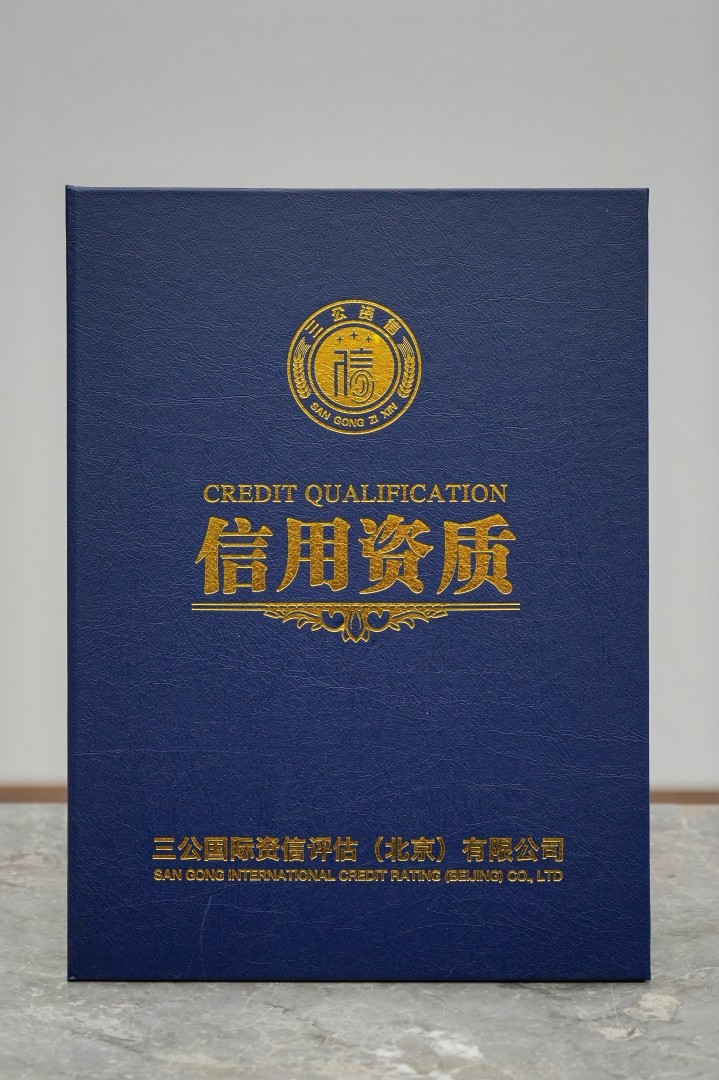 三公资信
信
SAN GONG ZI XIN
CREDIT QUALIFICATION
信用资质
三公国际资信评估（北京）有限公司
SAN GONG INTERNATIONAL CREDIT RATING (BEIJING) CO., LTD